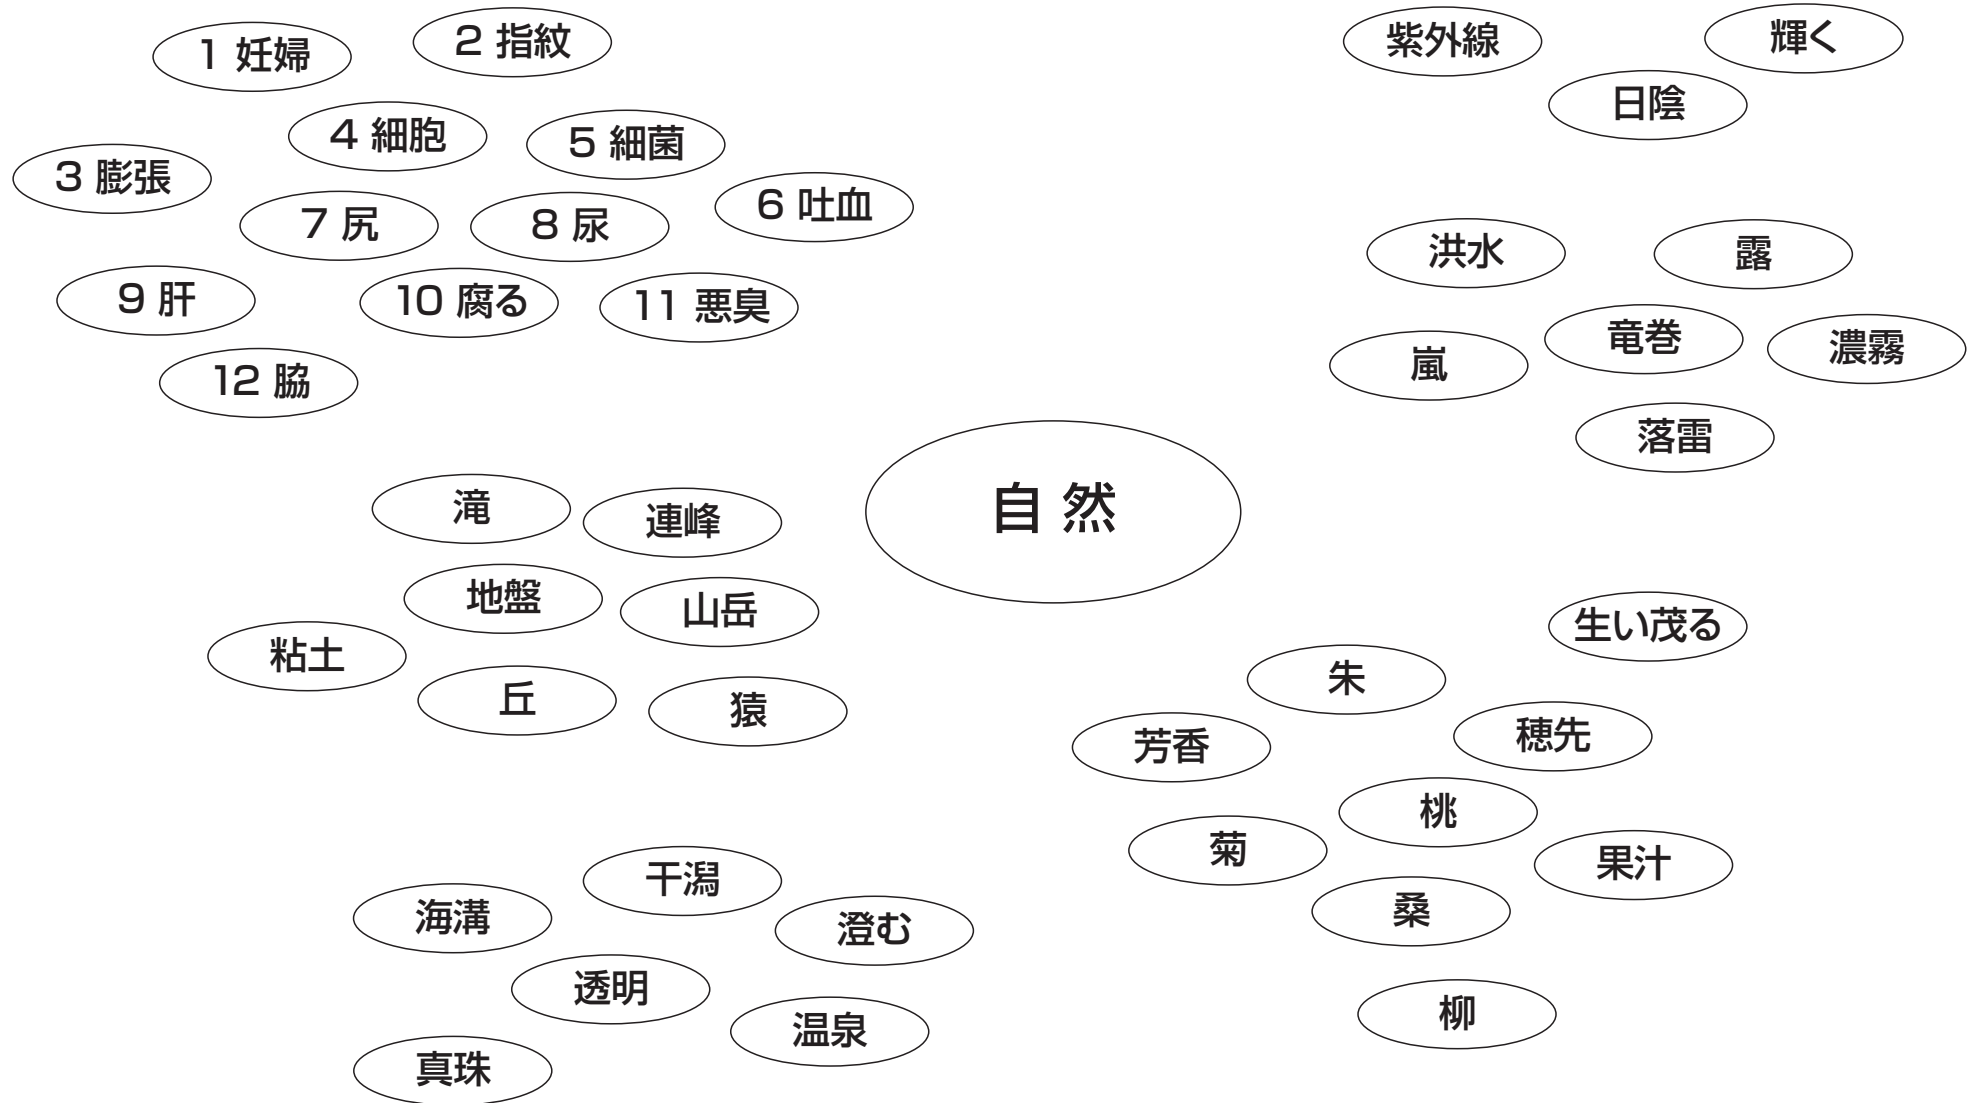 1 妊婦
2 指紋
3 膨張
4 細胞
5 細菌
6 吐血
7 尻
8 尿
9 肝
10 腐る
11 悪臭
12 脇
紫外線
輝く
日陰
洪水
露
嵐
竜巻
濃霧
落雷
自然
滝
連峰
地盤
山岳
粘土
丘
猿
生い茂る
朱
芳香
穂先
桃
菊
果汁
桑
柳
干潟
海溝
澄む
透明
温泉
真珠